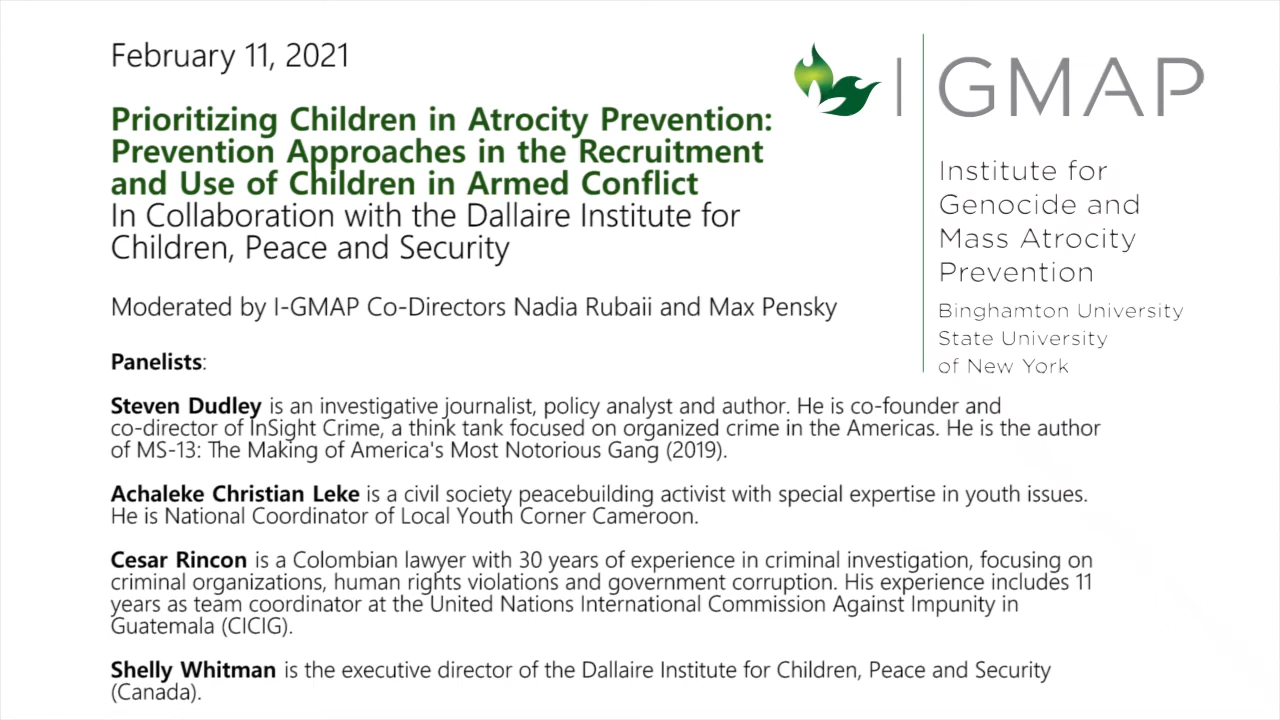 February 11, 2021
Prioritizing Children in Atrocity Prevention:
Prevention Approaches in the Recruitment
and Use of Children in Armed Conflict
In Collaboration with the Dallaire Institute for
Children, Peace and Security
Moderated by I-GMAP Co-Directors Nadia Rubaii and Max Pensky
I GMAP
Institute for
Genocide and
Mass Atrocity
Prevention
Binghamton University
State University
of New York
Panelists:
Steven Dudley is an investigative journalist, policy analyst and author. He is co-founder and
co-director of InSight Crime, a think tank focused on organized crime in the Americas. He is the author
of MS-13: The Making of America's Most Notorious Gang (2019).
Achaleke Christian Leke is a civil society peacebuilding activist with special expertise in youth issues.
He is National Coordinator of Local Youth Corner Cameroon.
Cesar Rincon is a Colombian lawyer with 30 years of experience in criminal investigation, focusing on
criminal organizations, human rights violations and government corruption. His experience includes 11
years as team coordinator at the United Nations International Commission Against Impunity in
Guatemala (CICIG).
Shelly Whitman is the executive director of the Dallaire Institute for Children, Peace and Security
(Canada).